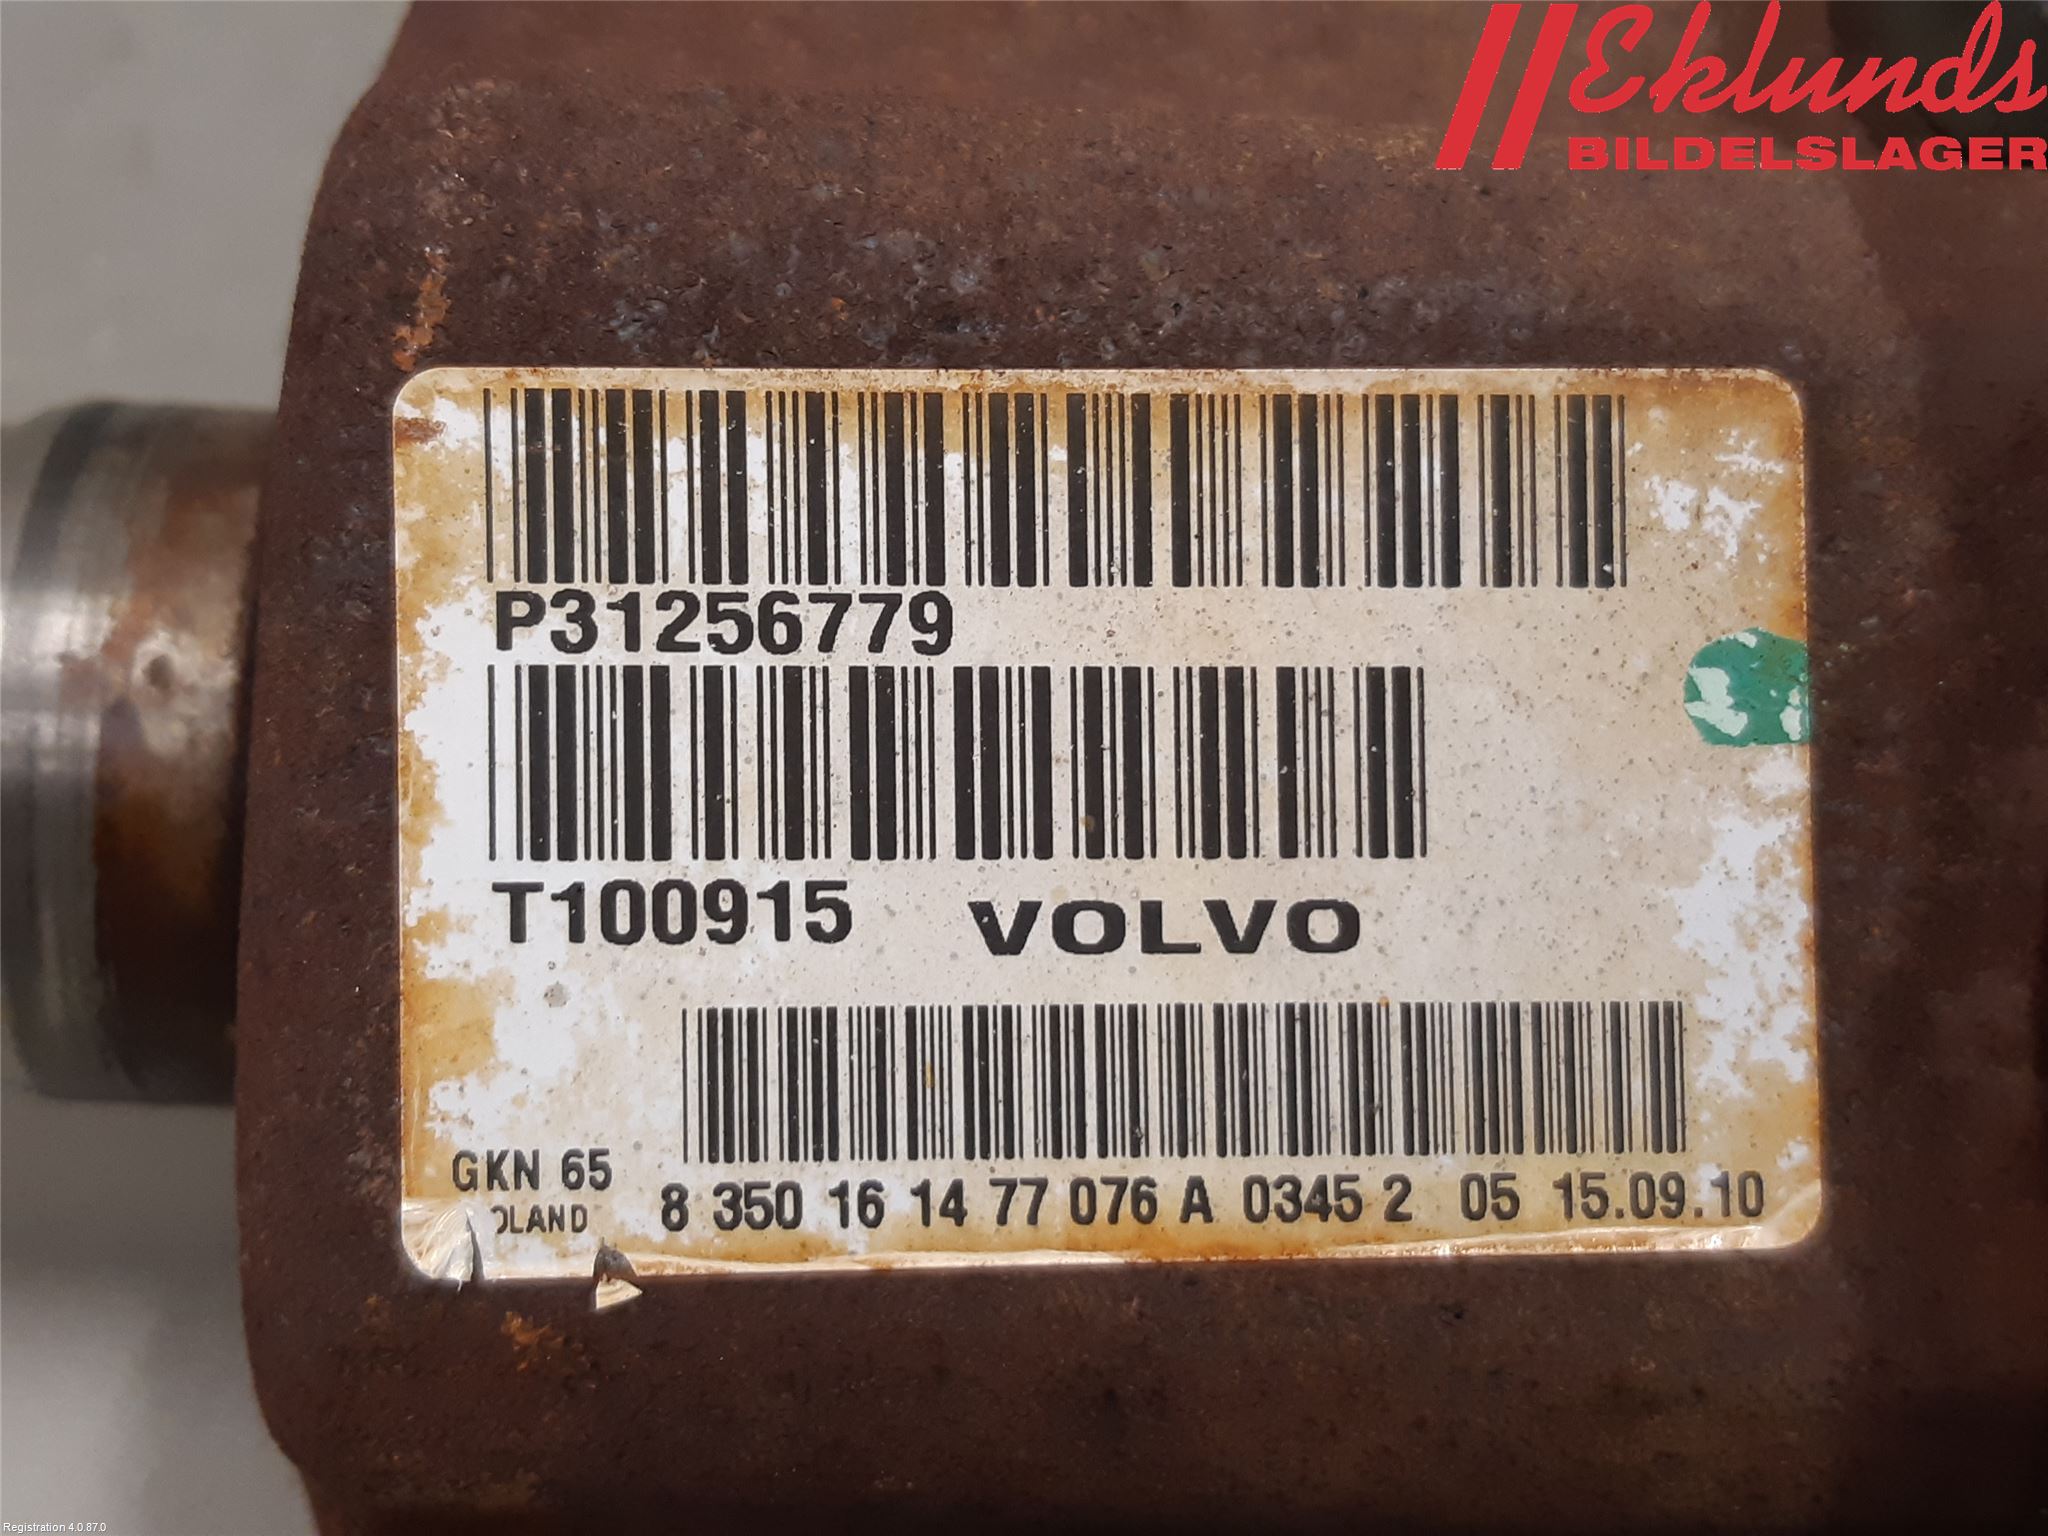 Eklunds
BILDELSLAGER
P31256779
T100915 VOLVO
GKN 65
OLAND
8 350 16 14 77 076 A 0345 2 05 15.09.10
Registration 4.0.87.0